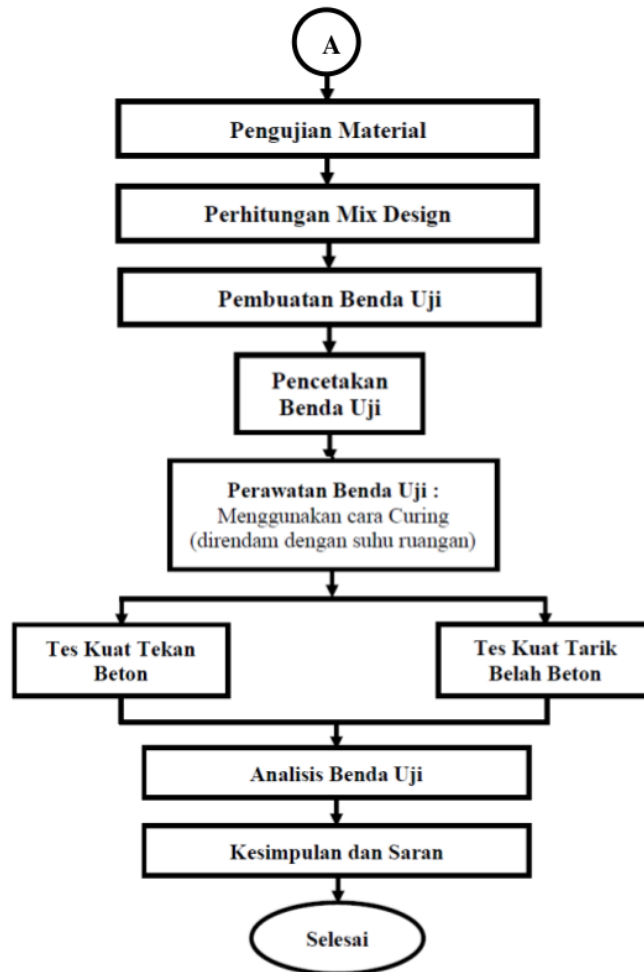 A
Pengujian Material
Perhitungan Mix Design
Pembuatan Benda Uji
Pencetakan
Benda Uji
Perawatan Benda Uji :
Menggunakan cara Curing
(direndam dengan suhu ruangan)
Tes Kuat Tekan
Beton
Tes Kuat Tarik
Belah Beton
Analisis Benda Uji
Kesimpulan dan Saran
Selesai